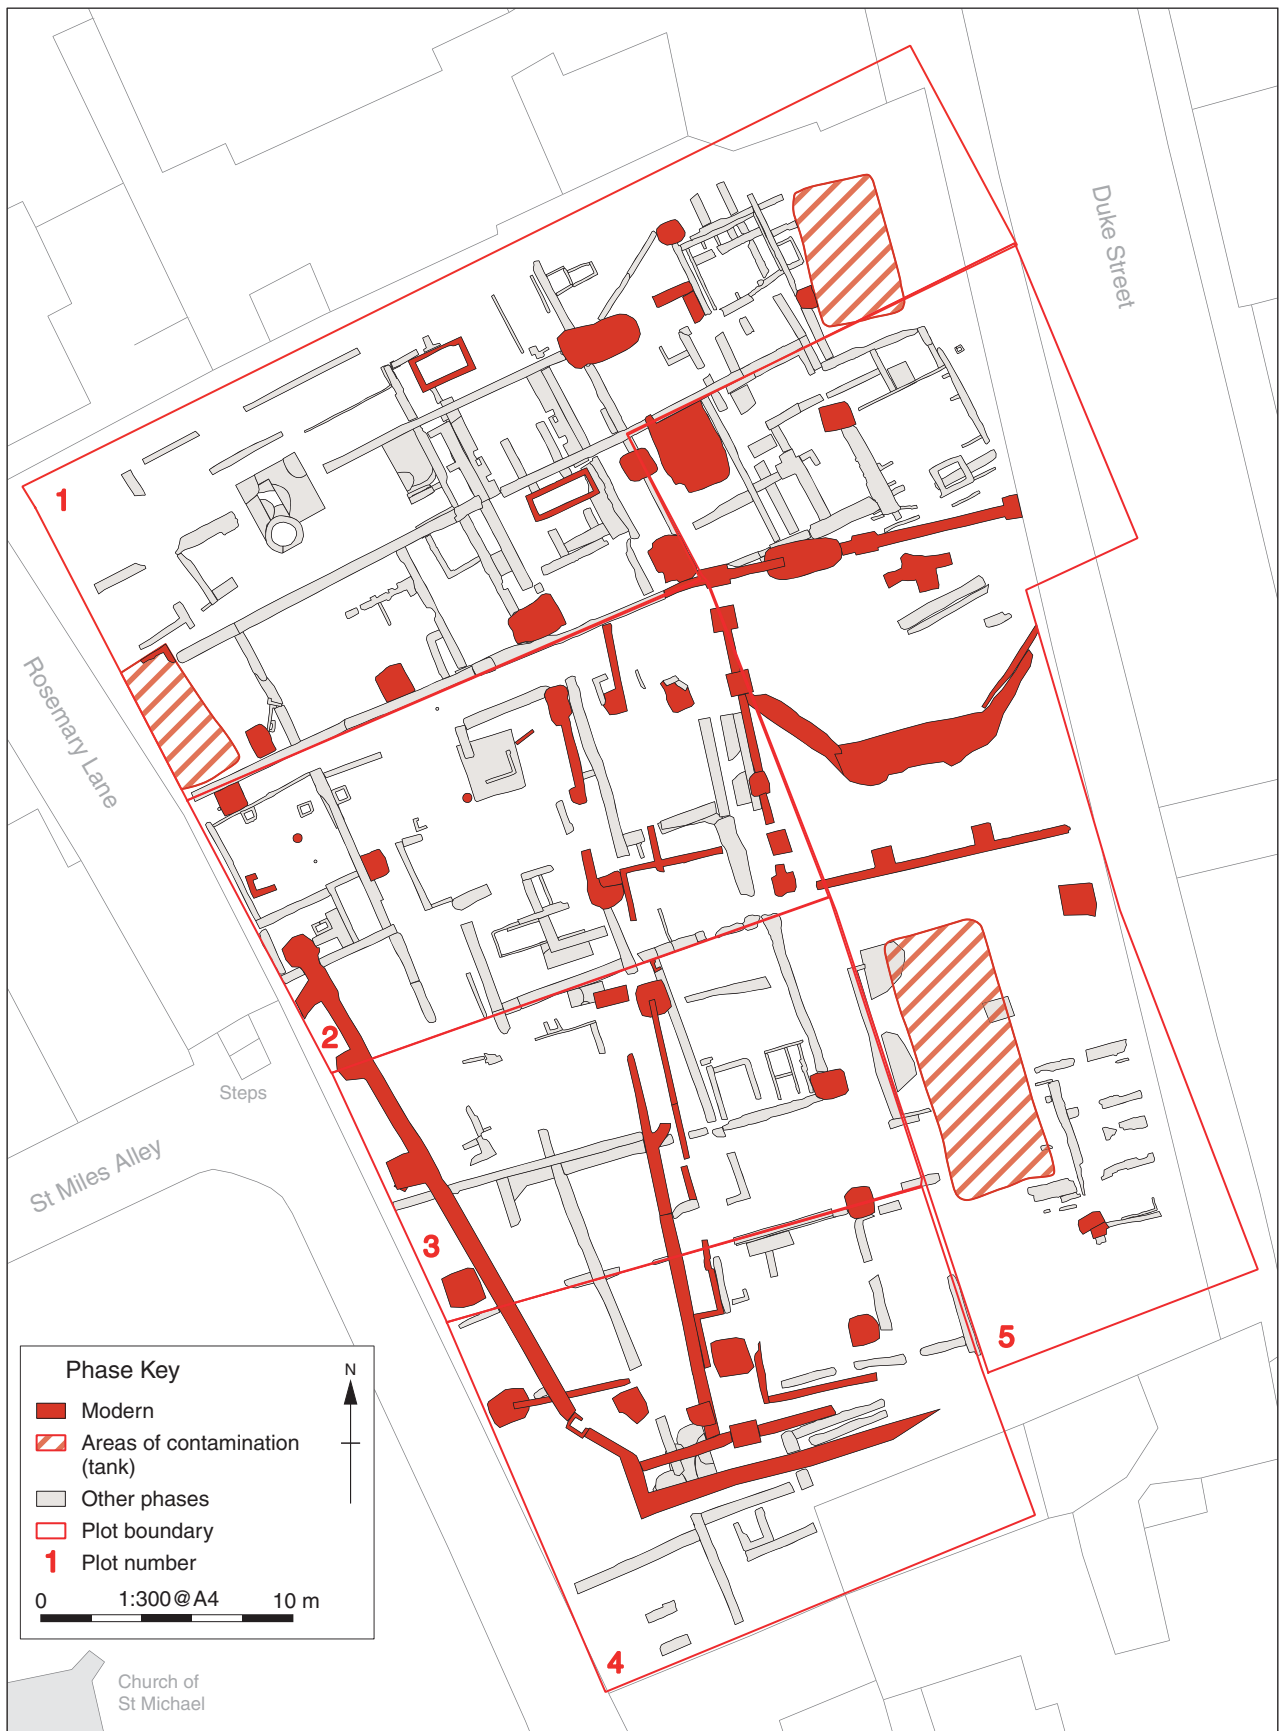 Duke Street
1
Rosemary Lane
2
Steps
St Miles Alley
3
5
Phase Key
N
Modern
Areas of contamination
(tank)
Other phases
Plot boundary
1 Plot number
0 1:300@A4 10 m
4
Church of
St Michael